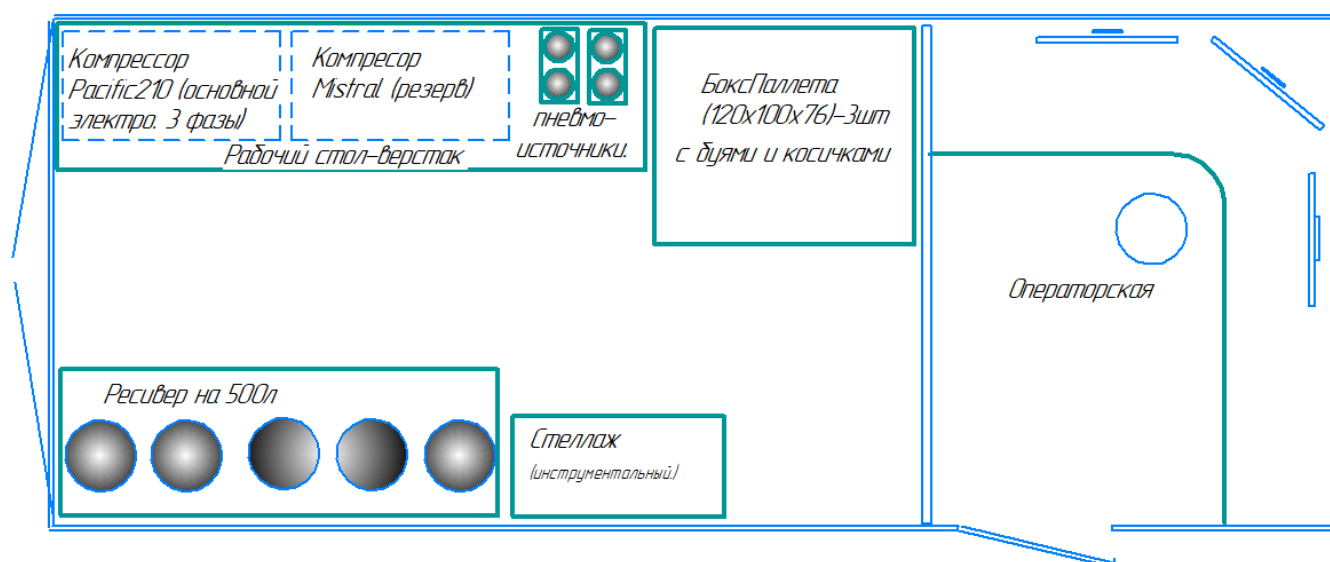 Компрессор
Pacific210 (основной
электро. 3 фазы)
Компресор
Mistral (резерв)
пневмо-
источники.
Рабочий стол-верстак
БоксПаллета
(120х100х76)-3шт
с буями и косичками
Операторская
Ресивер на 500л
Стеллаж
(инструментальный.)